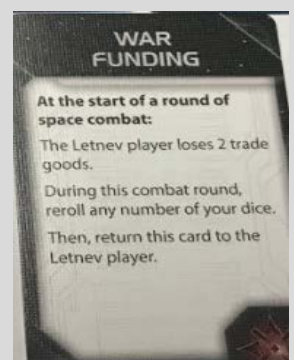 WAR
FUNDING
At the start of a round of
space combat:
The Letnev player loses 2 trade
goods.
During this combat round,
reroll any number of your dice.
Then, return this card to the
Letnev player.